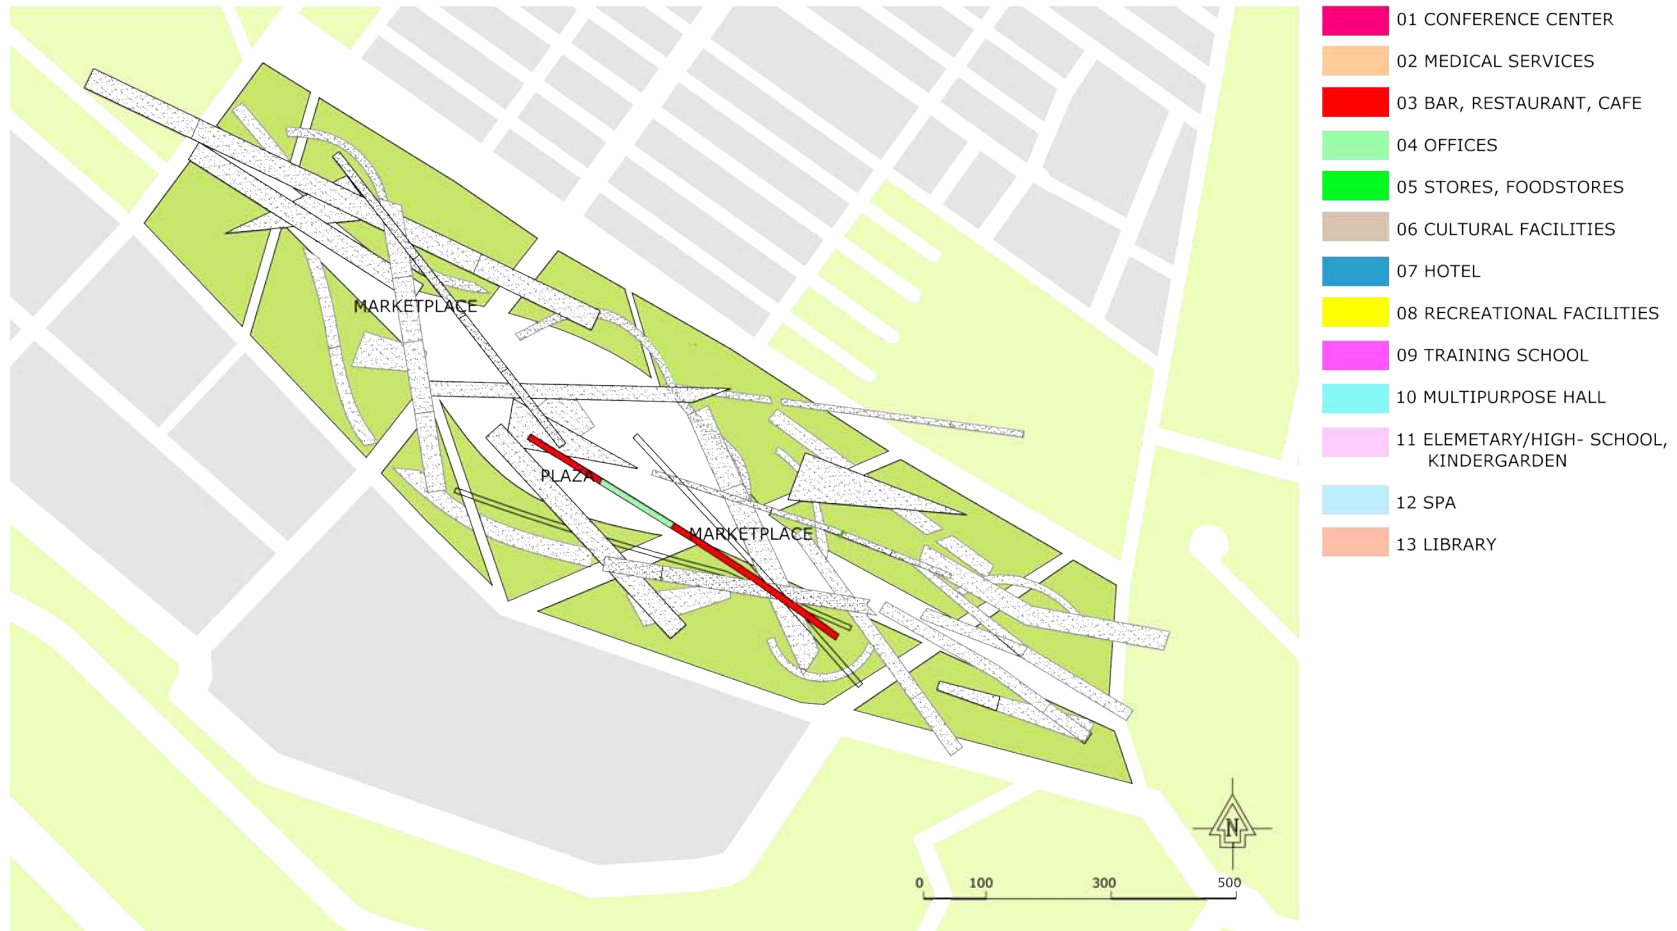 01 CONFERENCE CENTER
02 MEDICAL SERVICES
03 BAR, RESTAURANT, CAFE
04 OFFICES
05 STORES, FOODSTORES
06 CULTURAL FACILITIES
07 HOTEL
08 RECREATIONAL FACILITIES
09 TRAINING SCHOOL
10 MULTIPURPOSE HALL
11 ELEMETARY/HIGH- SCHOOL,
KINDERGARDEN
12 SPA
13 LIBRARY
MARKETPLACE
PLAZA
MARKETPLACE
N
0 100 300 500